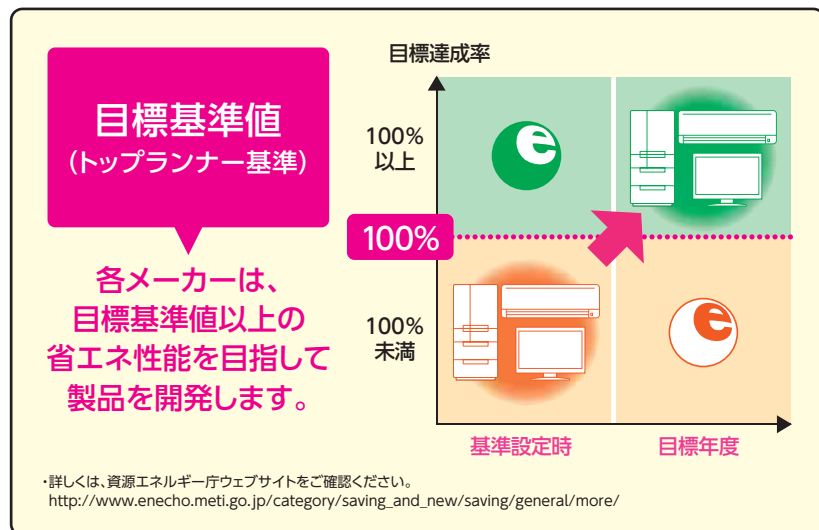 目標基準値
（トップランナー基準）
各メーカーは、
目標基準値以上の
省エネ性能を目指して
製品を開発します。
目標達成率
100%
以上
100%
100%
未満
e
e
基準設定時
目標年度
・詳しくは、資源エネルギー庁ウェブサイトをご確認ください。
http://www.enecho.meti.go.jp/category/saving_and_new/saving/general/more/